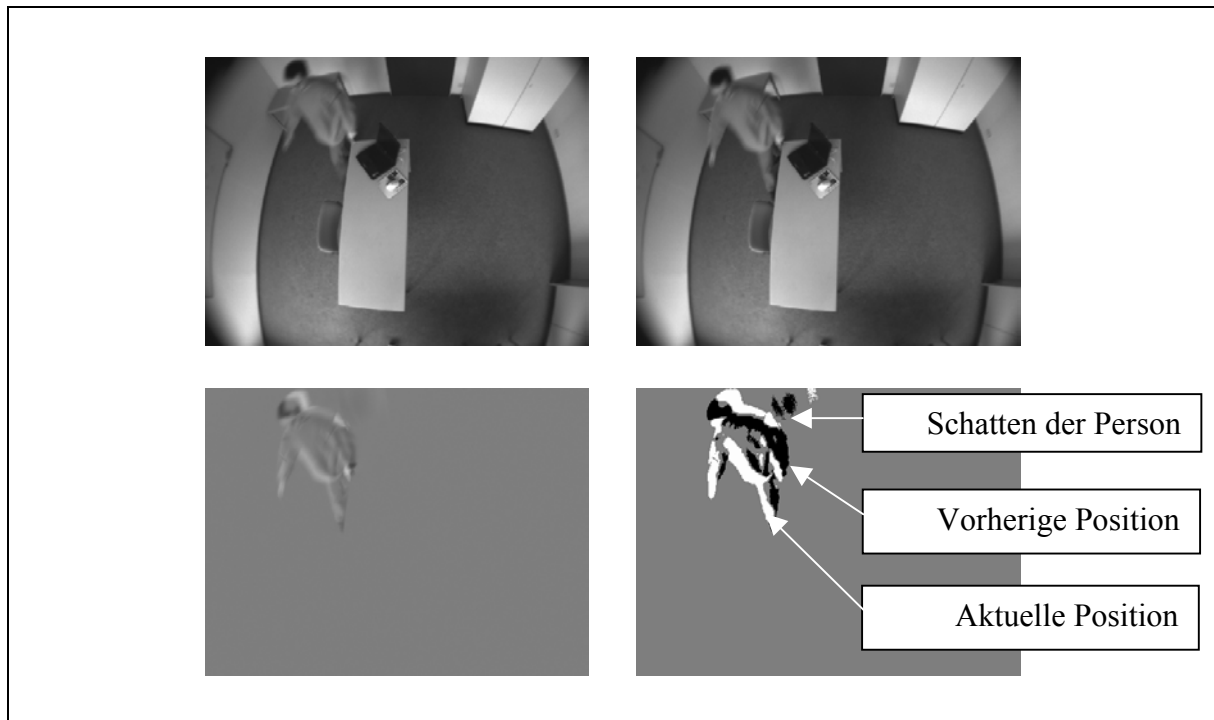 Schatten der Person
Vorherige Position
Aktuelle Position